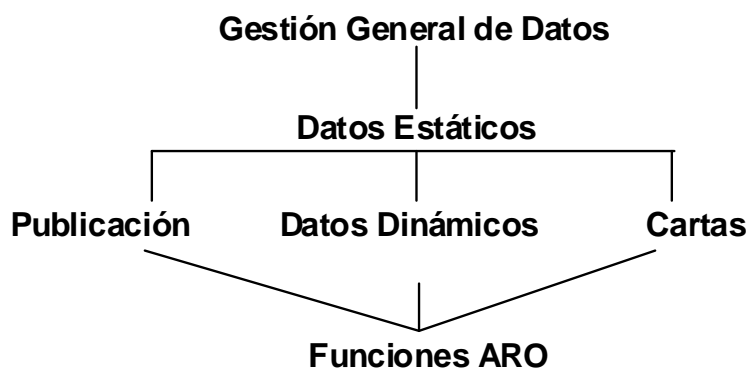 Gestión General de Datos
Datos Estáticos
Publicación Datos Dinámicos Cartas
Funciones ARO